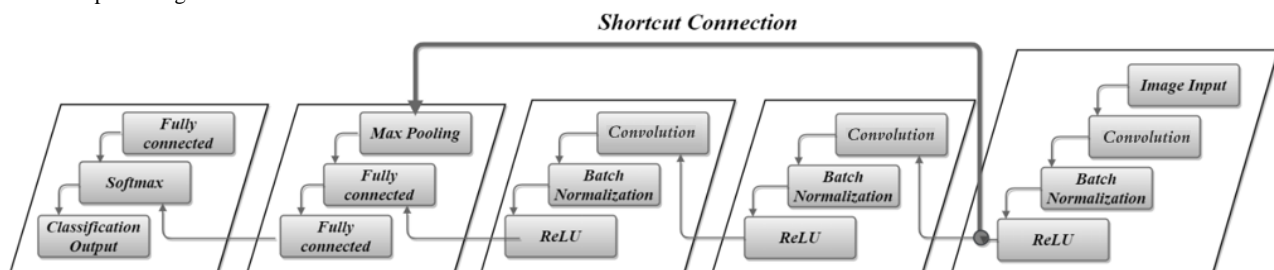 Shortcut Connection
Fully
connected
Softmax
Classification
Output
Max Pooling
Fully
connected
Fully
connected
Convolution
Batch
Normalization
ReLU
Convolution
Batch
Normalization
ReLU
Image Input
Convolution
Batch
Normalization
ReLU